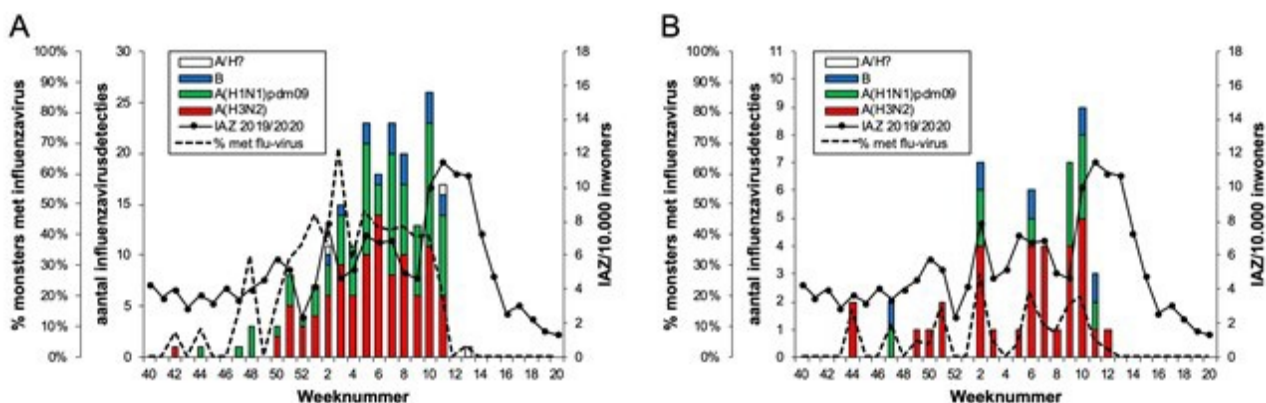 A
% monsters met influenzavirus
100%
90%
80%
70%
60%
50%
40%
30%
20%
10%
0%
aantal influenzavirusdetecties
30
25
20
15
10
5
0
A/H?
B
A(H1N1)pdm09
A(H3N2)
IAZ 2019/2020
% met flu-virus
18
16
14
12
10
8
6
4
2
0
IAZ/10.000 inwoners
40 42 44 46 48 50 52 2 4 6 8 10 12 14 16 18 20
Weeknummer
B
% monsters met influenzavirus
100%
90%
80%
70%
60%
50%
40%
30%
20%
10%
0%
aantal influenzavirusdetecties
11
10
9
8
7
6
5
4
3
2
1
0
A/H?
B
A(H1N1)pdm09
A(H3N2)
IAZ 2019/2020
% met flu-virus
18
16
14
12
10
8
6
4
2
0
IAZ/10.000 inwoners
40 42 44 46 48 50 52 2 4 6 8 10 12 14 16 18 20
Weeknummer